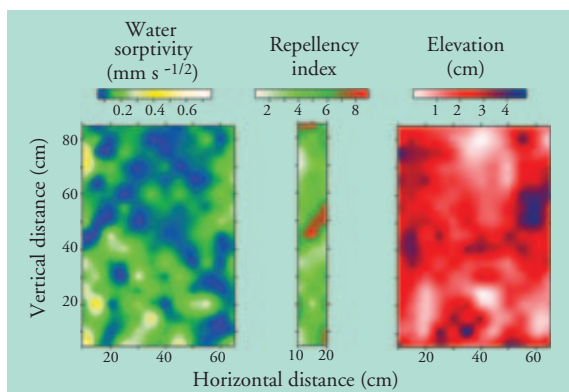 Water
sorptivity
(mm s -1/2)
Repellency
index
Elevation
(cm)
0.2 0.4 0.6
2 4 6 8
1 2 3 4
Vertical distance (cm)
80
60
40
20
20 40 60
10 20
20 40 60
Horizontal distance (cm)